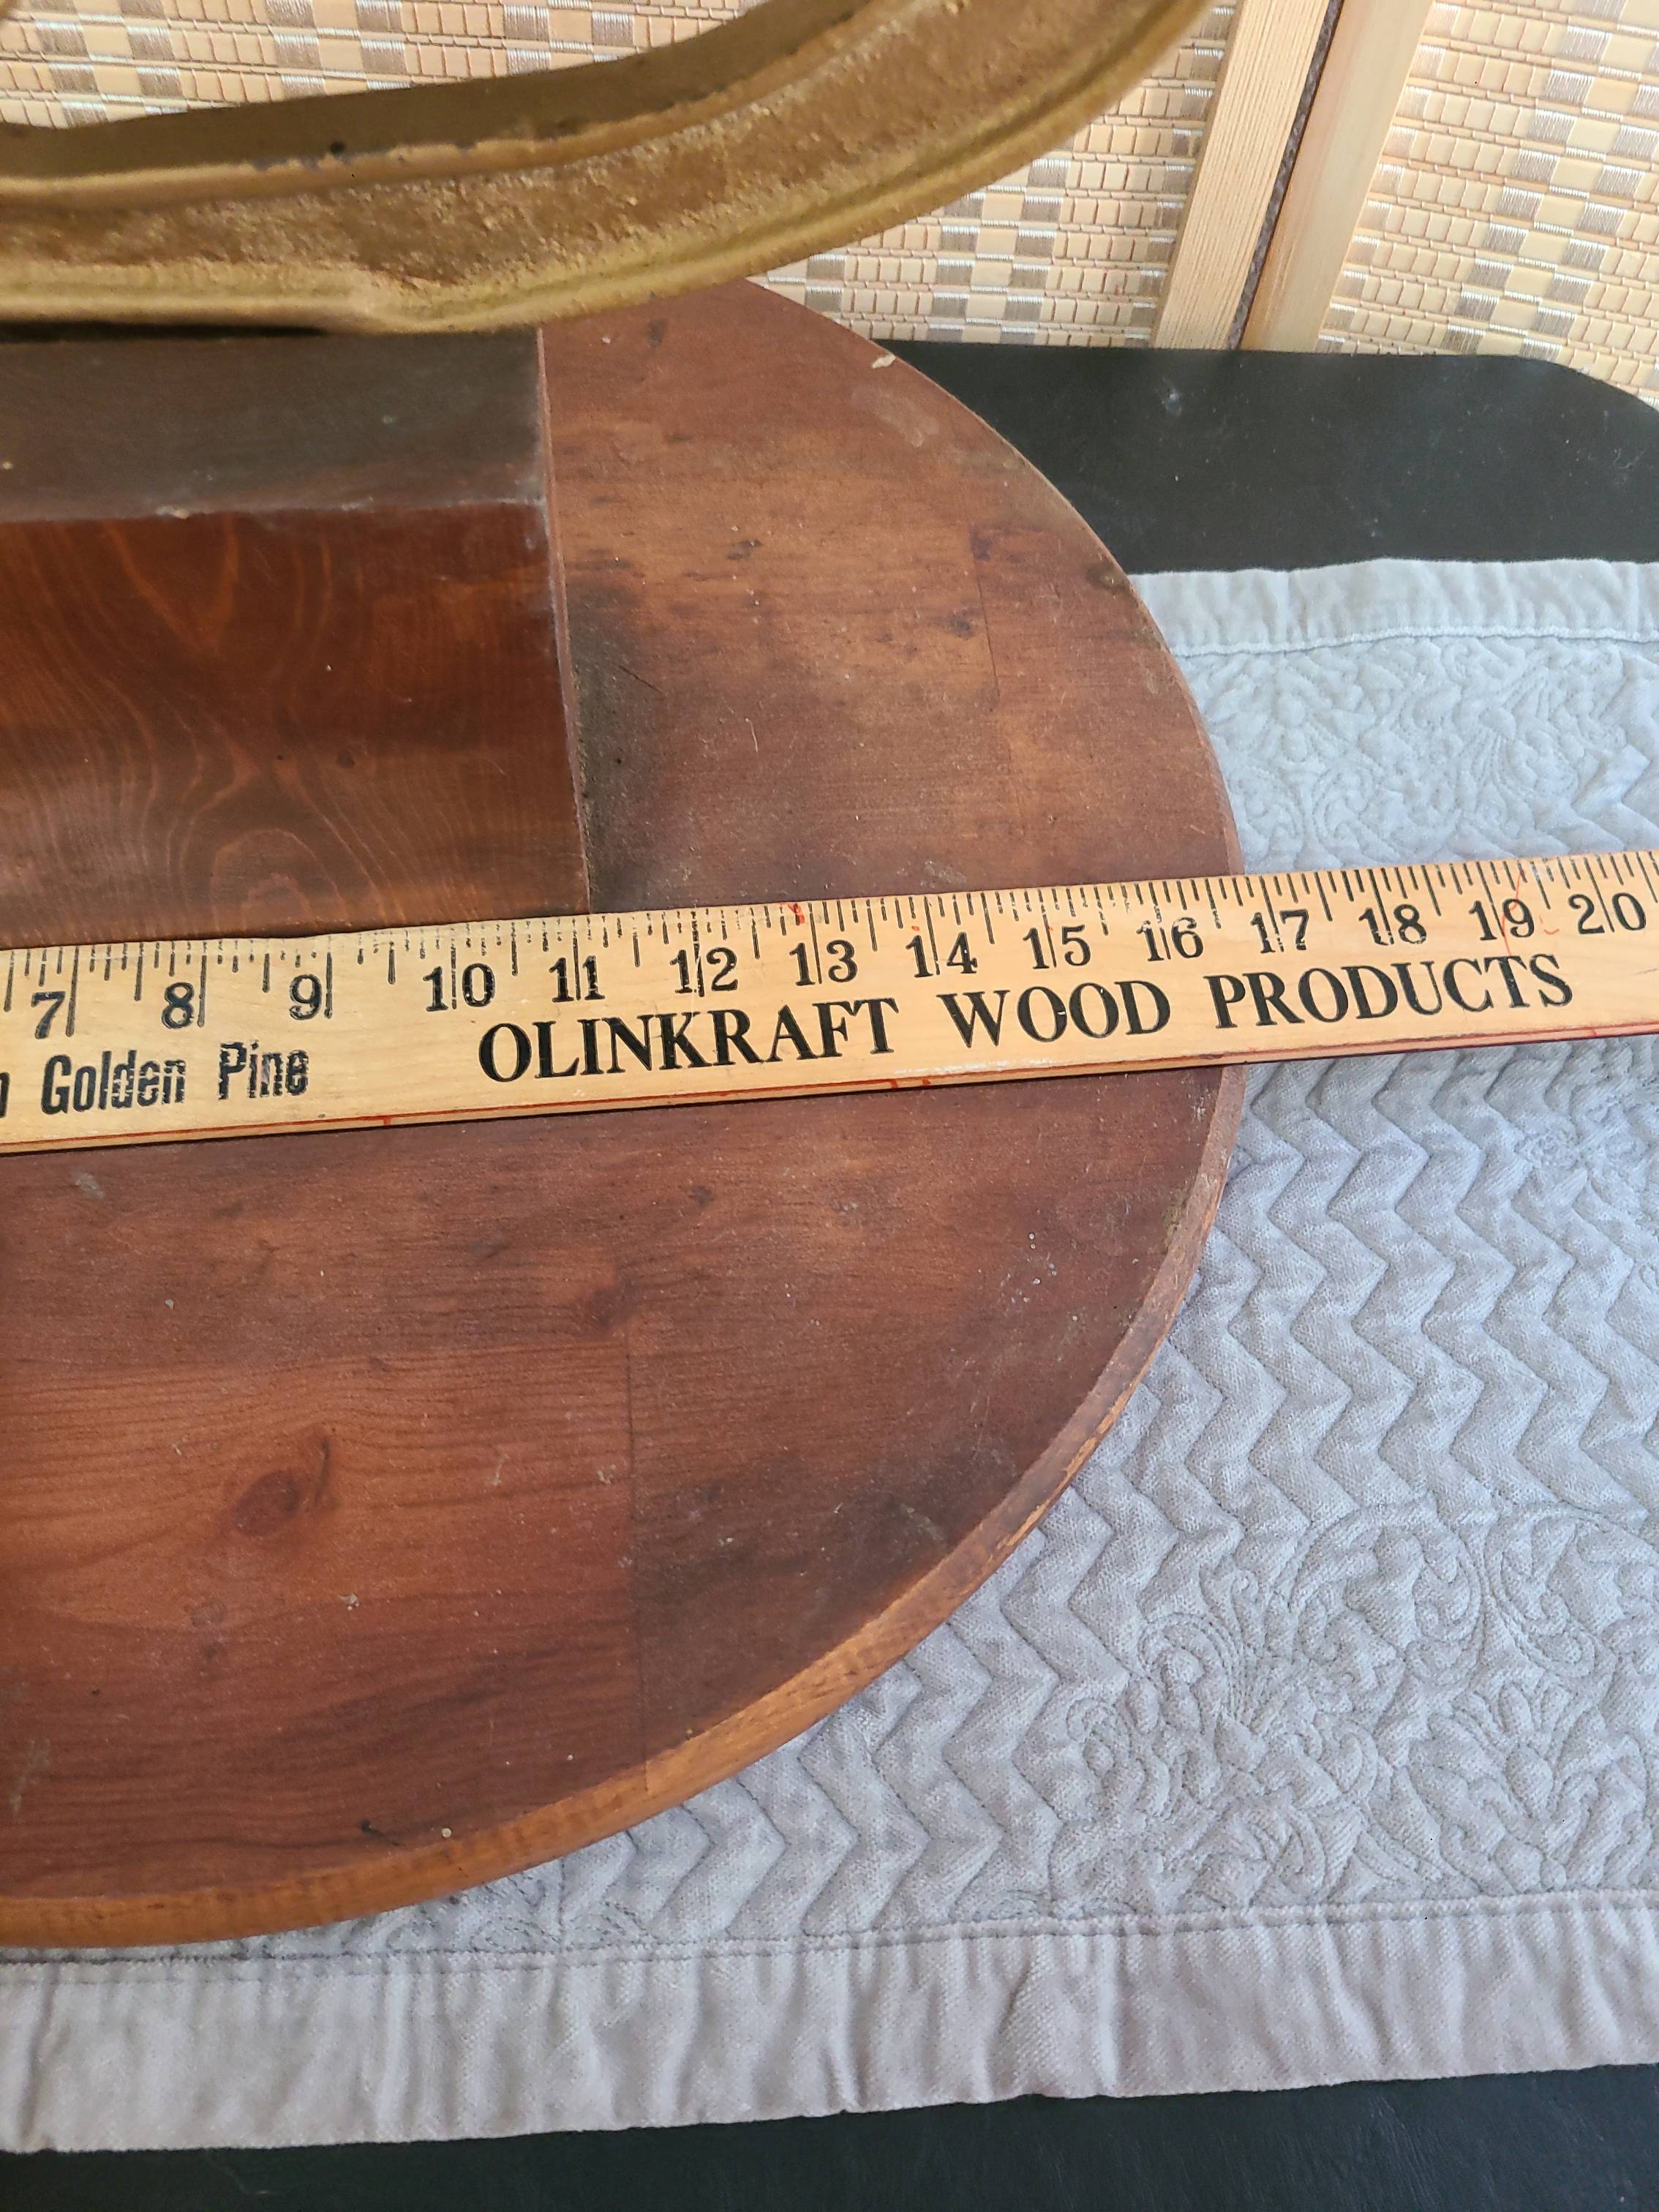 7 8 9 10 11 12 13 14 15 16 17 18 19 20
Golden Pine OLINKRAFT WOOD PRODUCTS